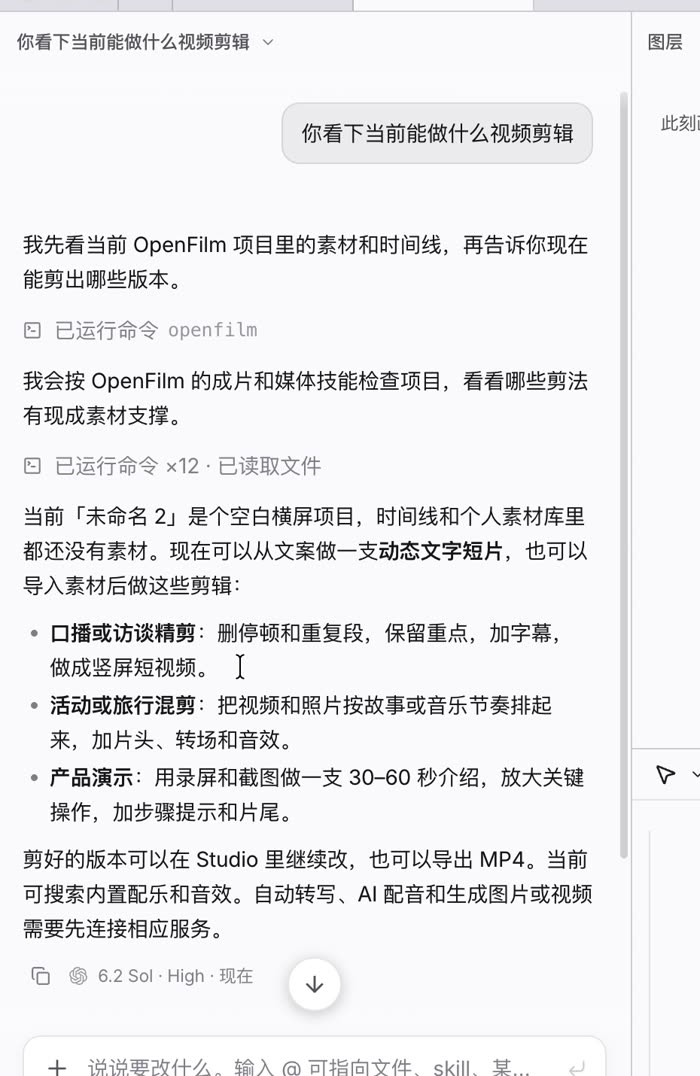 你看下当前能做什么视频剪辑
图层
你看下当前能做什么视频剪辑
此刻
我先看当前 OpenFilm 项目里的素材和时间线，再告诉你现在
能剪出哪些版本。
已运行命令 openfilm
我会按 OpenFilm 的成片和媒体技能检查项目，看看哪些剪法
有现成素材支撑。
已运行命令 ×12 · 已读取文件
当前「未命名 2」是个空白横屏项目，时间线和个人素材库里
都还没有素材。现在可以从文案做一支动态文字短片，也可以
导入素材后做这些剪辑：
• 口播或访谈精剪：删停顿和重复段，保留重点，加字幕，
做成竖屏短视频。
• 活动或旅行混剪：把视频和照片按故事或音乐节奏排起
来，加片头、转场和音效。
• 产品演示：用录屏和截图做一支 30–60 秒介绍，放大关键
操作，加步骤提示和片尾。
剪好的版本可以在 Studio 里继续改，也可以导出 MP4。当前
可搜索内置配乐和音效。自动转写、AI 配音和生成图片或视频
需要先连接相应服务。
6.2 Sol · High · 现在
说说要改什么。输入 @ 可指向文件、skill、某...